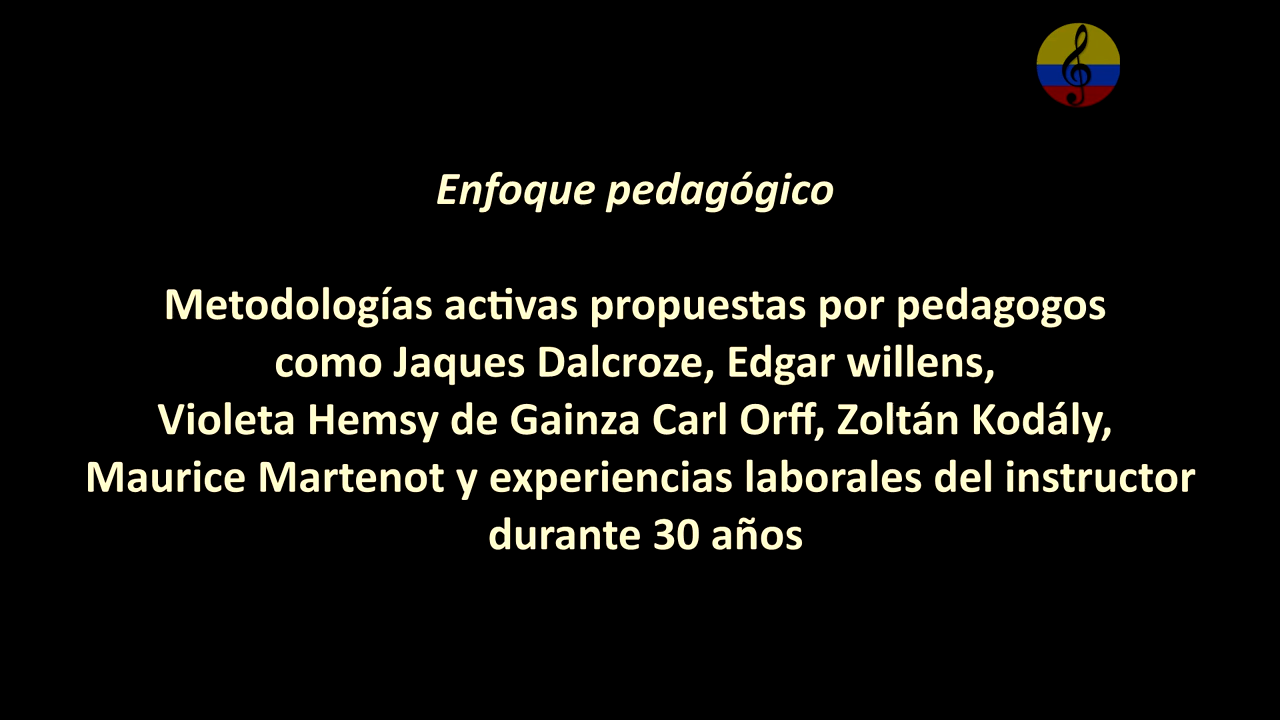 Enfoque pedagógico
Metodologías activas propuestas por pedagogos
como Jaques Dalcroze, Edgar willens,
Violeta Hemsy de Gainza Carl Orff, Zoltán Kodály,
Maurice Martenot y experiencias laborales del instructor
durante 30 años